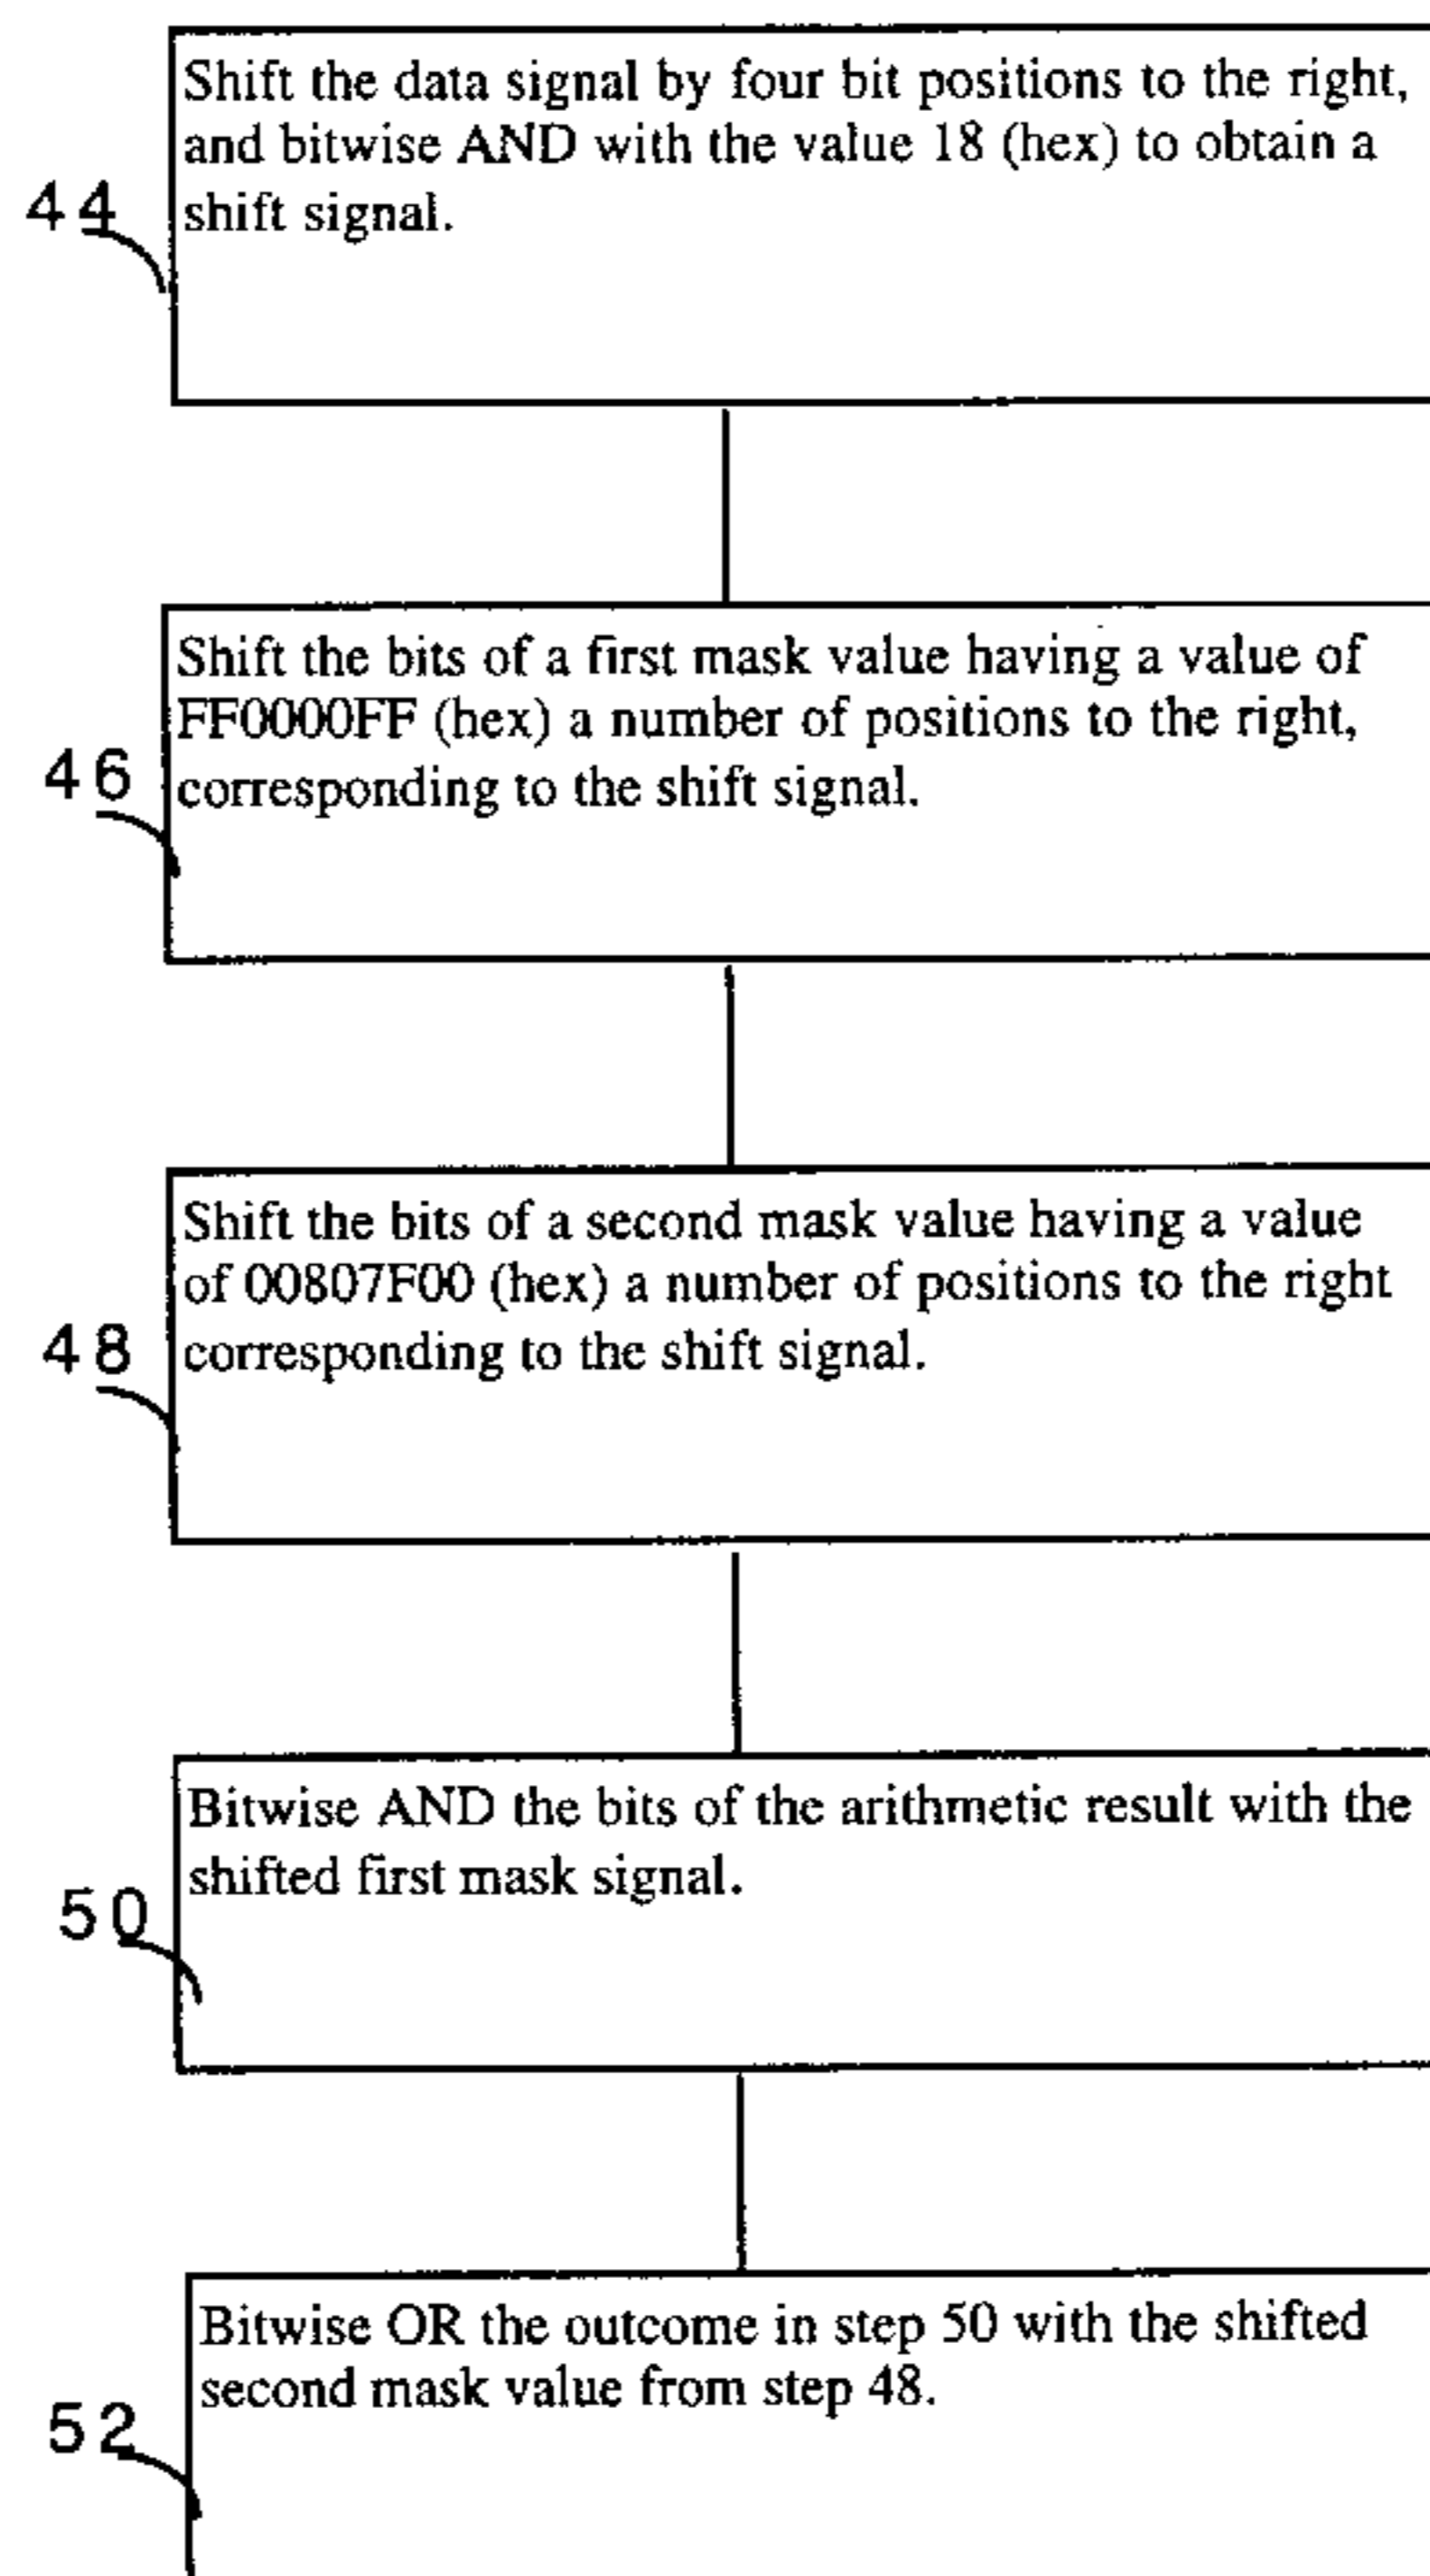 Shift the data signal by four bit positions to the right,
and bitwise AND with the value 18 (hex) to obtain a
shift signal.
44
Shift the bits of a first mask value having a value of
FF0000FF (hex) a number of positions to the right,
corresponding to the shift signal.
46
Shift the bits of a second mask value having a value
of 00807F00 (hex) a number of positions to the right
corresponding to the shift signal.
48
Bitwise AND the bits of the arithmetic result with the
shifted first mask signal.
50
Bitwise OR the outcome in step 50 with the shifted
second mask value from step 48.
52